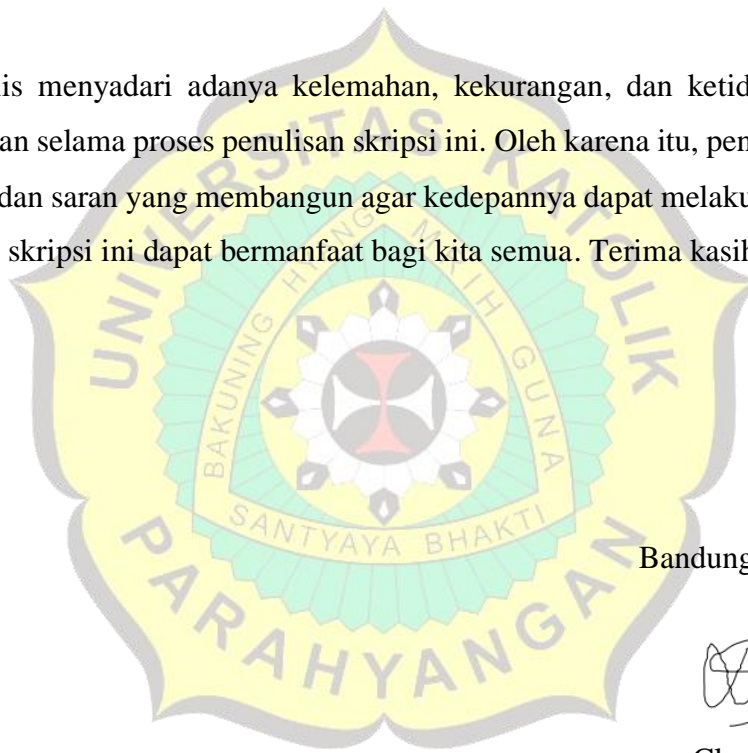 lis menyadari adanya kelemahan, kekurangan, dan ketid
an selama proses penulisan skripsi ini. Oleh karena itu, pen
dan saran yang membangun agar kedepannya dapat melaku
skripsi ini dapat bermanfaat bagi kita semua. Terima kasih
UNIVERSITAS KATOLIK
BAKUNING HYANG MRIH GUNA
SANTYAYA BHAKTI
PARAHYANGAN
Bandung